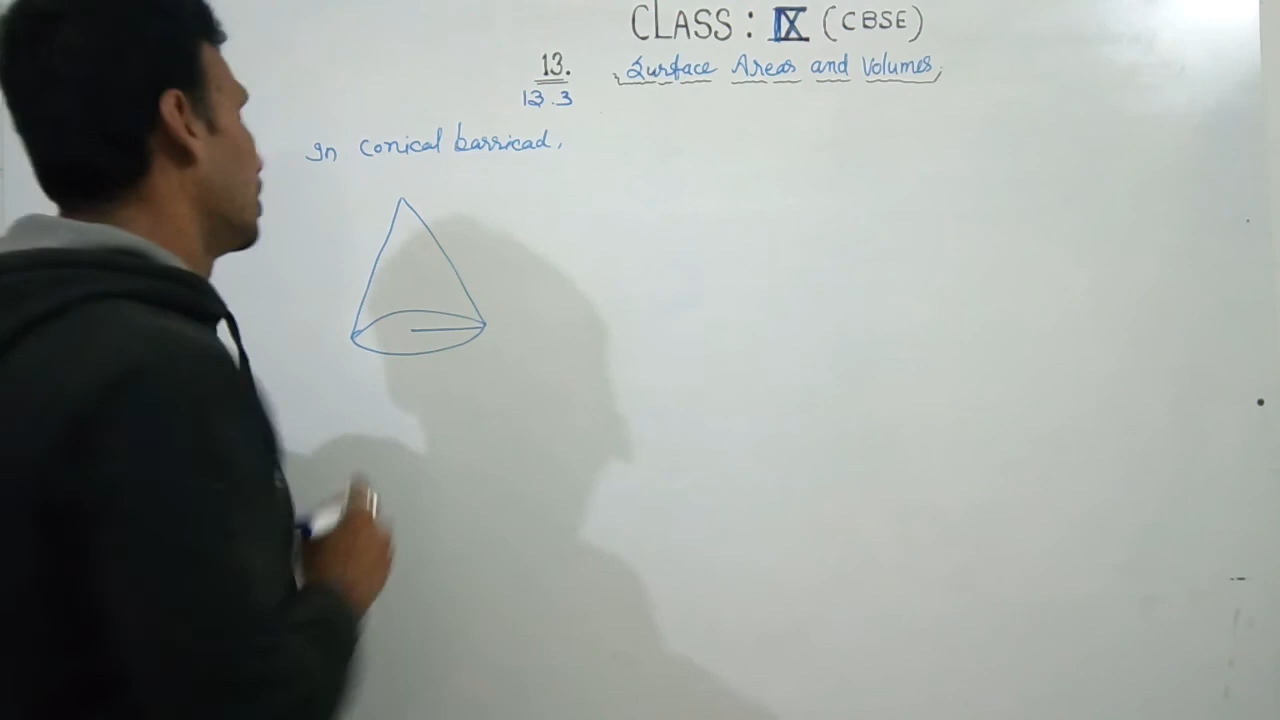 CLASS : IX (CBSE)
13. Surface Areas and Volumes
13.3
In conical barricad,